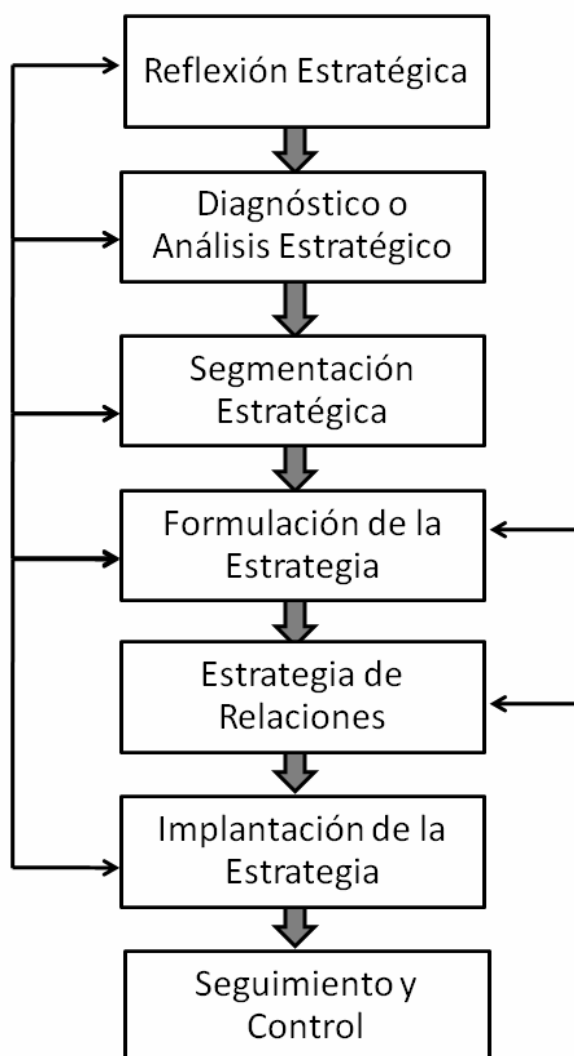 Reflexión Estratégica
Diagnóstico o
Análisis Estratégico
Segmentación
Estratégica
Formulación de la
Estrategia
Estrategia de
Relaciones
Implantación de la
Estrategia
Seguimiento y
Control